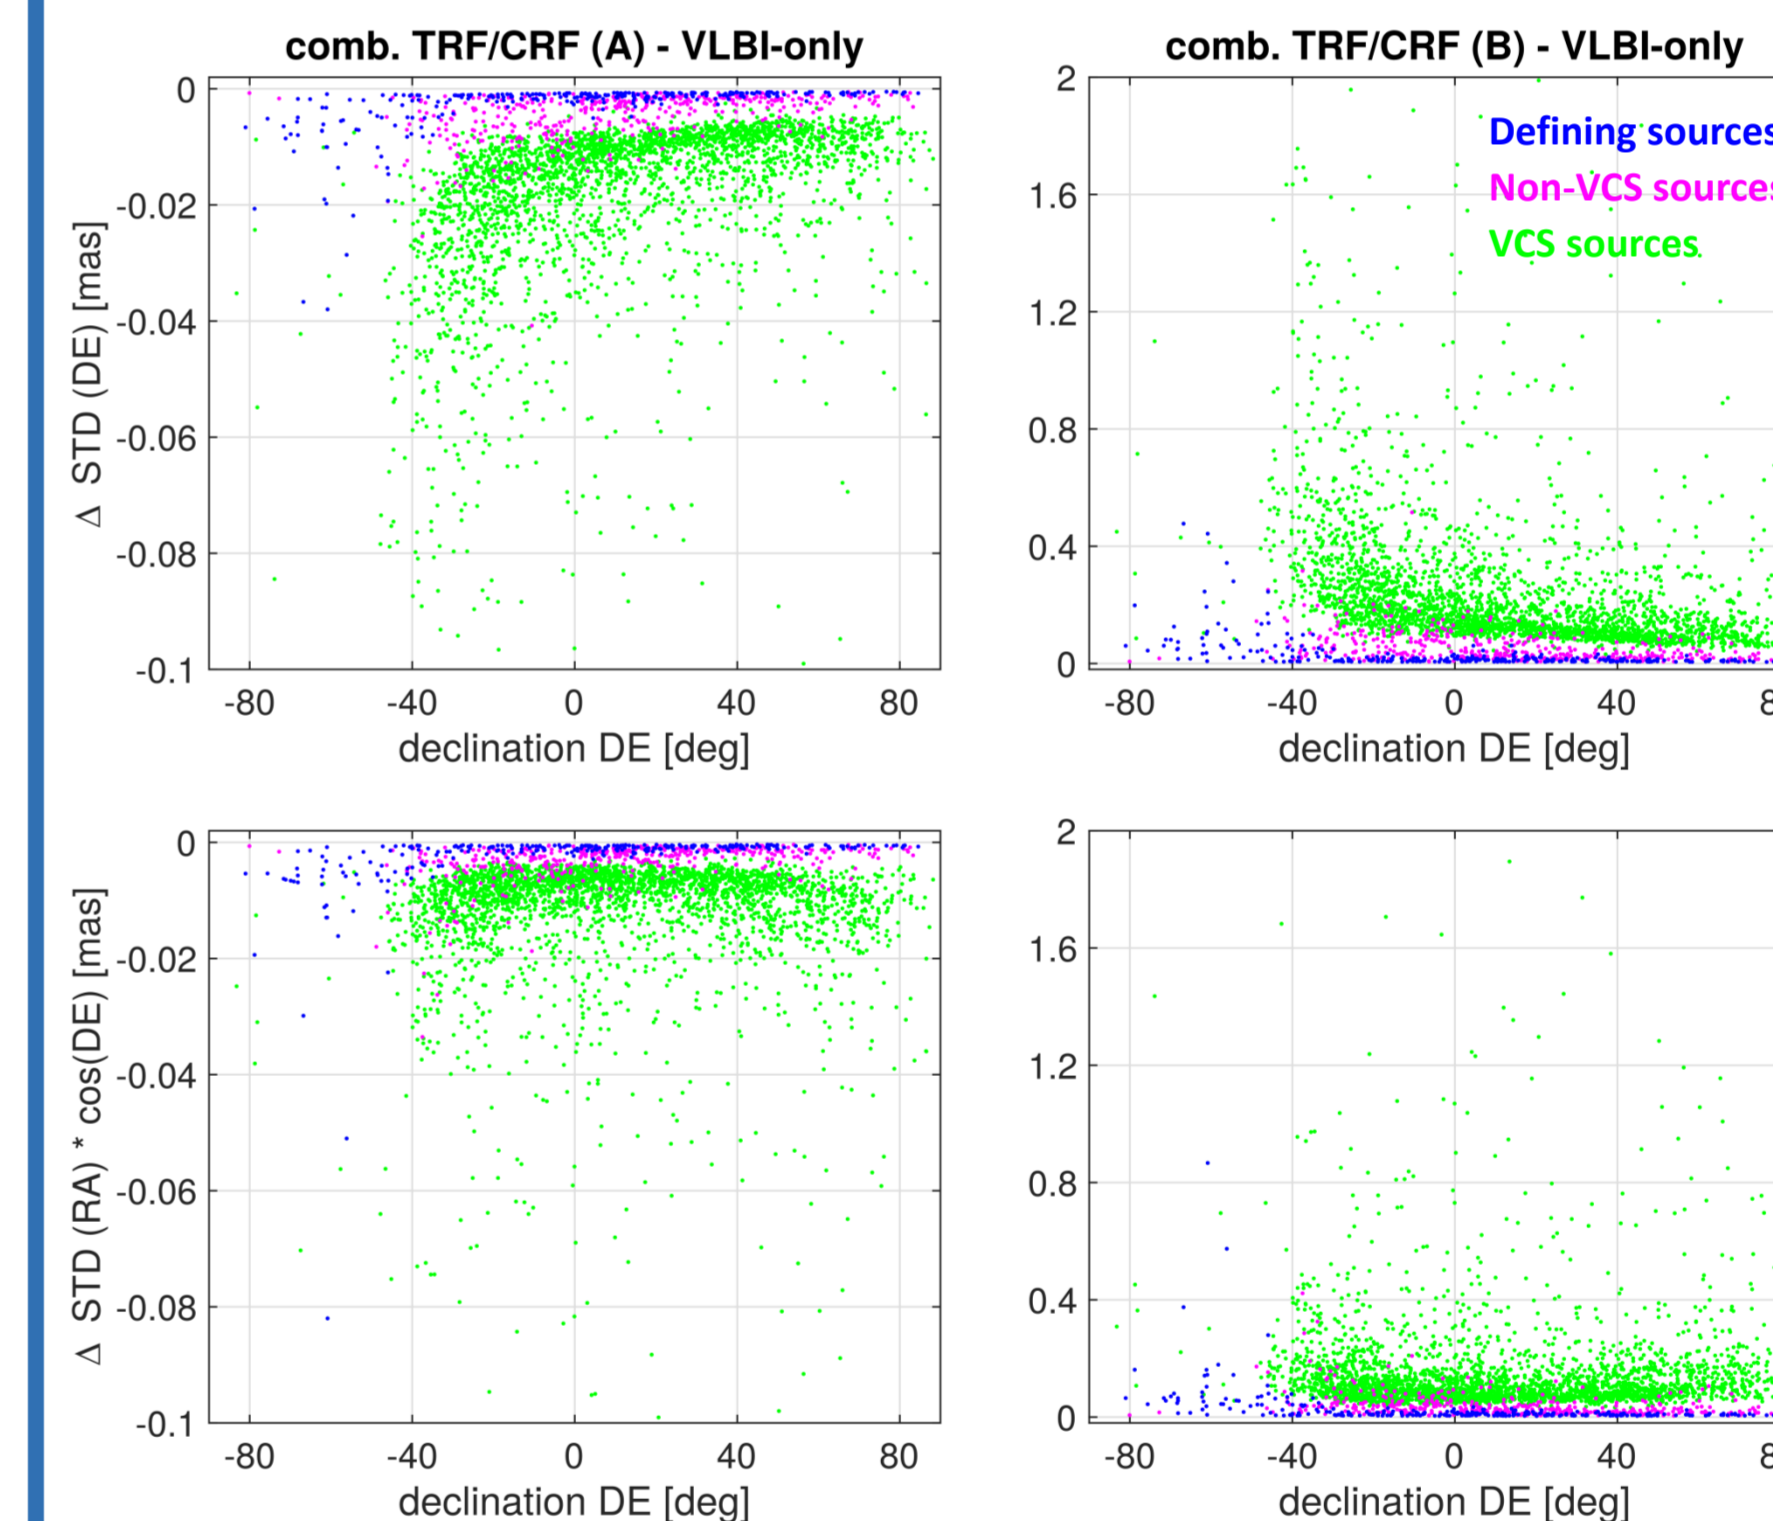 comb. TRF/CRF (A) - VLBI-only
0
-0.02
-0.04
-0.06
-0.08
-0.1
Δ STD (DE) [mas]
-80 -40 0 40 80
declination DE [deg]
comb. TRF/CRF (B) - VLBI-only
2
1.6
1.2
0.8
0.4
0
Defining sources
Non-VCS sources
VCS sources
-80 -40 0 40 8
declination DE [deg]
0
-0.02
-0.04
-0.06
-0.08
-0.1
Δ STD (RA) * cos(DE) [mas]
-80 -40 0 40 80
declination DE [deg]
2
1.6
1.2
0.8
0.4
0
-80 -40 0 40 8
declination DE [deg]